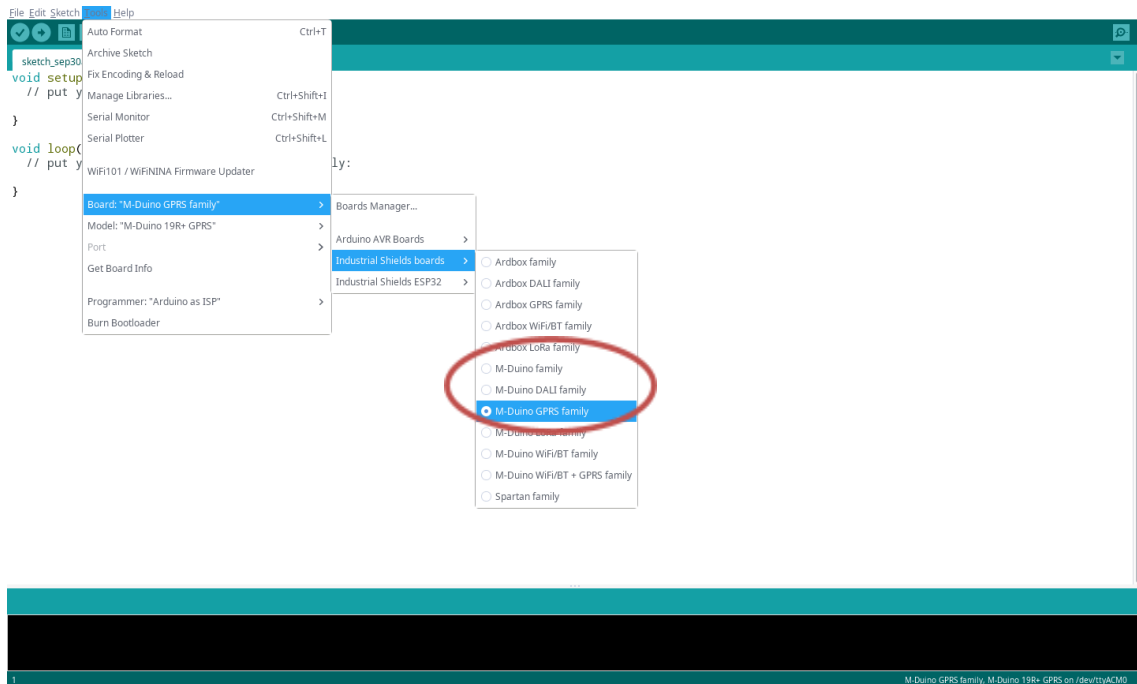 File Edit Sketch Tools Help
sketch_sep30
void setup
// put y
}
void loop(
// put y
ly:
}
Auto Format Ctrl+T
Archive Sketch
Fix Encoding & Reload
Manage Libraries... Ctrl+Shift+I
Serial Monitor Ctrl+Shift+M
Serial Plotter Ctrl+Shift+L
WiFi101 / WiFiNINA Firmware Updater
Board: "M-Duino GPRS family"
Model: "M-Duino 19R+ GPRS"
Port
Get Board Info
Programmer: "Arduino as ISP"
Burn Bootloader
Boards Manager...
Arduino AVR Boards
Industrial Shields boards
Industrial Shields ESP32
Ardbox family
Ardbox DALI family
Ardbox GPRS family
Ardbox WiFi/BT family
Ardbox LoRa family
M-Duino family
M-Duino DALI family
M-Duino GPRS family
M-Duino LoRa family
M-Duino WiFi/BT family
M-Duino WiFi/BT + GPRS family
Spartan family
1
M-Duino GPRS family, M-Duino 19R+ GPRS on /dev/ttyACM0